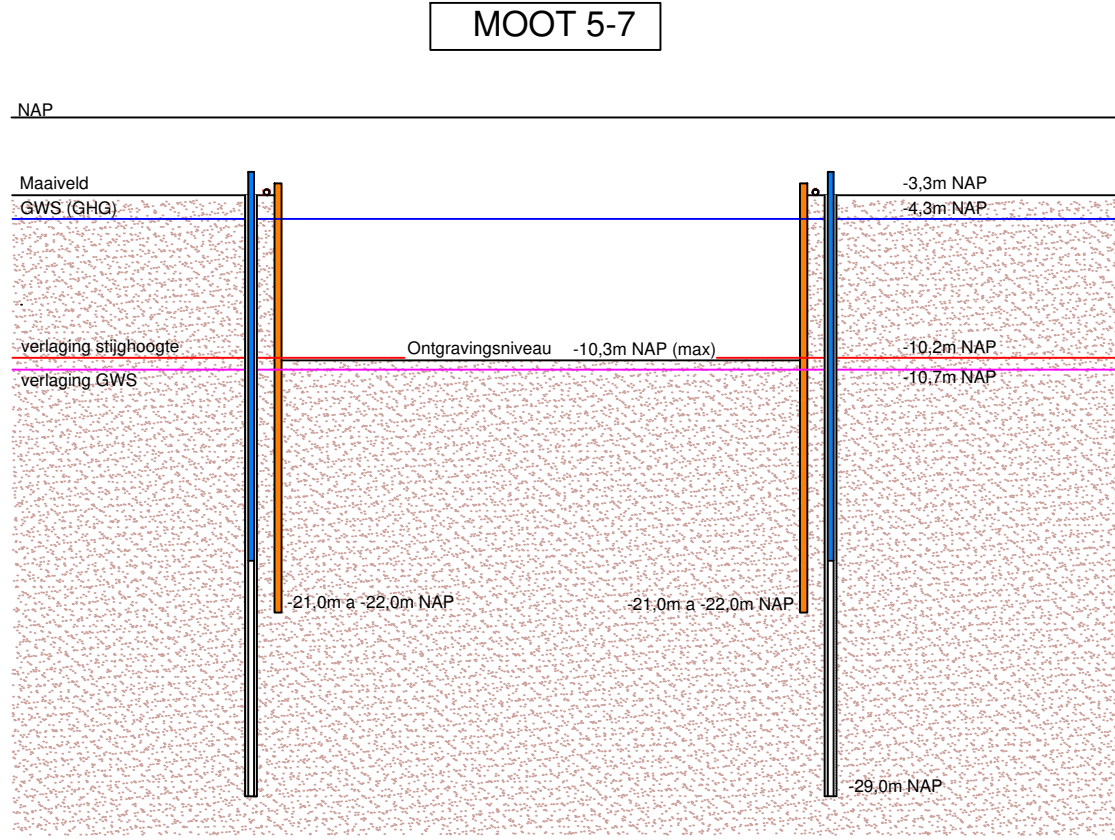 MOOT 5-7
NAP
Maaiveld
-3,3m NAP
GWS (GHG)
-4,3m NAP
verlaging stijghoogte
Ontgravingsniveau -10,3m NAP (max)
-10,2m NAP
verlaging GWS
-10,7m NAP
-21,0m a -22,0m NAP
-21,0m a -22,0m NAP
-29,0m NAP